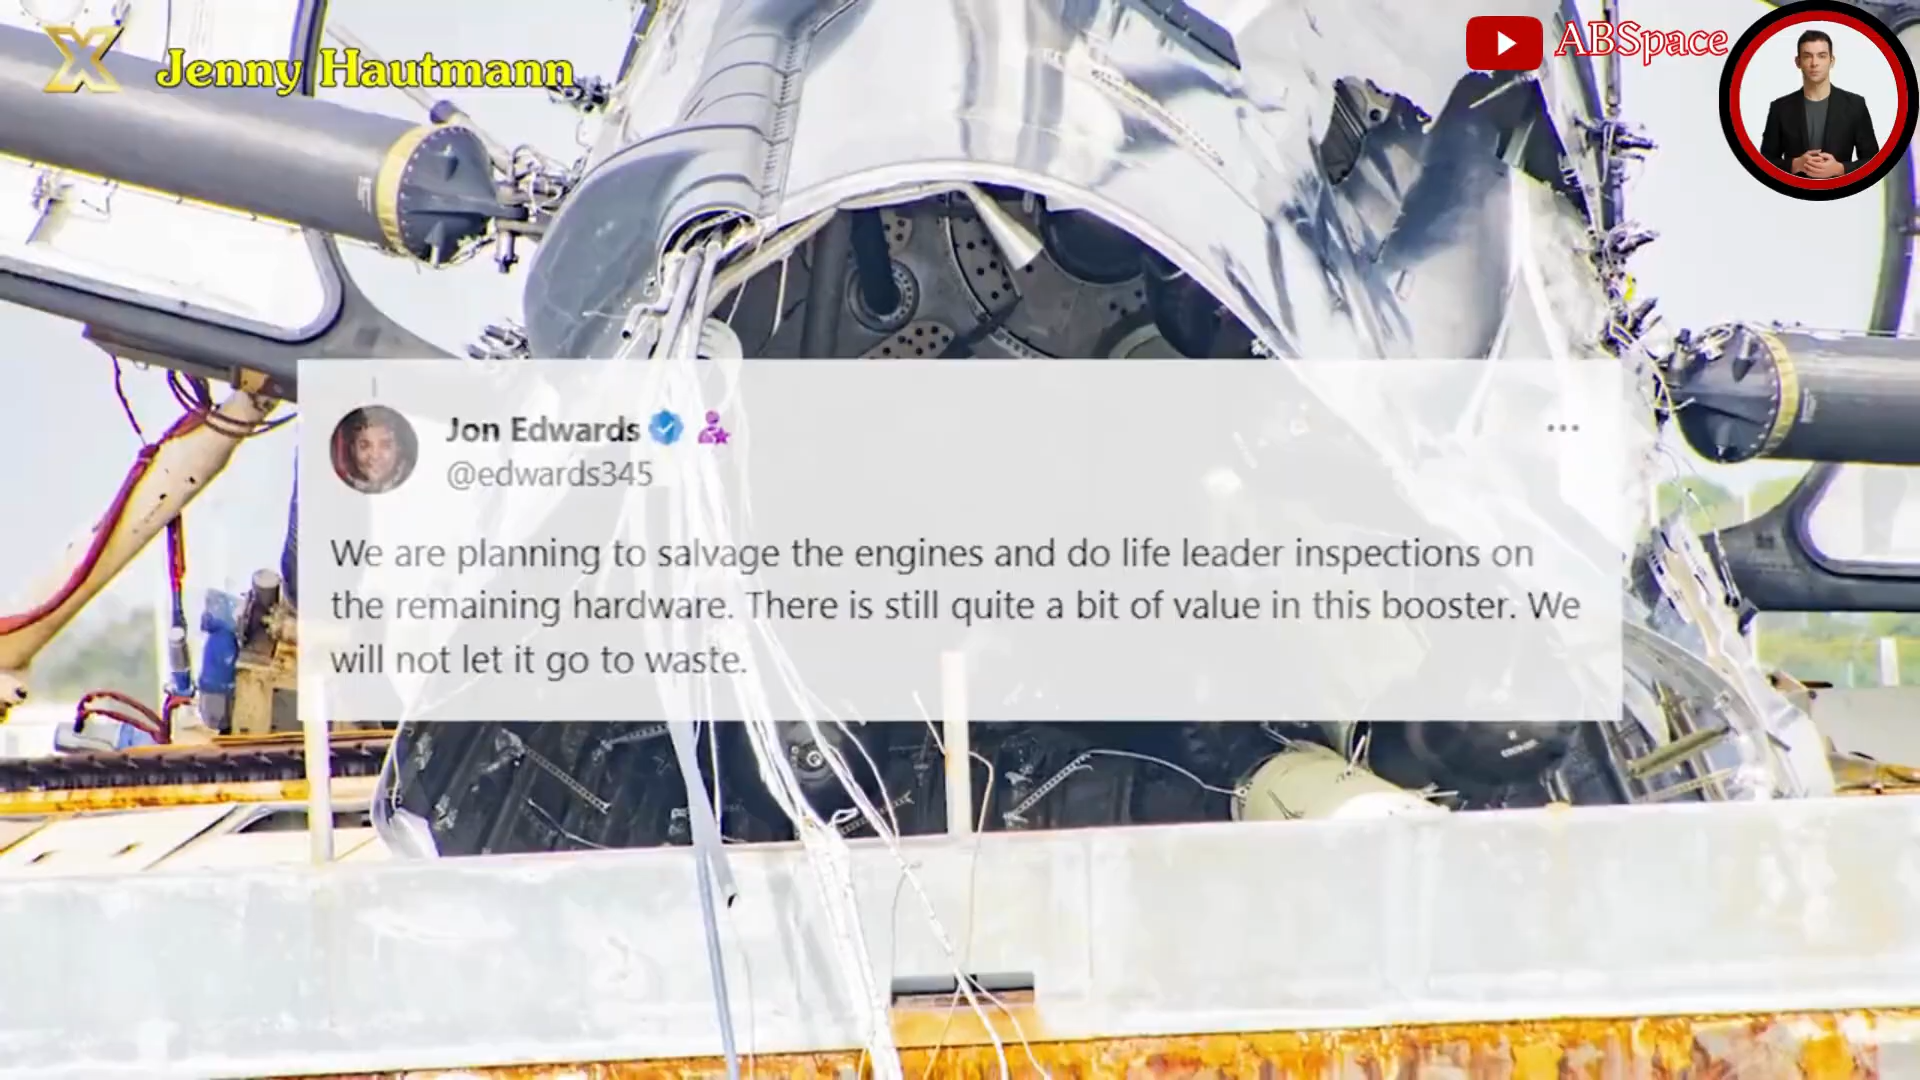 Jenny Hautmann
ABSpace
Jon Edwards
@edwards345
We are planning to salvage the engines and do life leader inspections on
the remaining hardware. There is still quite a bit of value in this booster. We
will not let it go to waste.